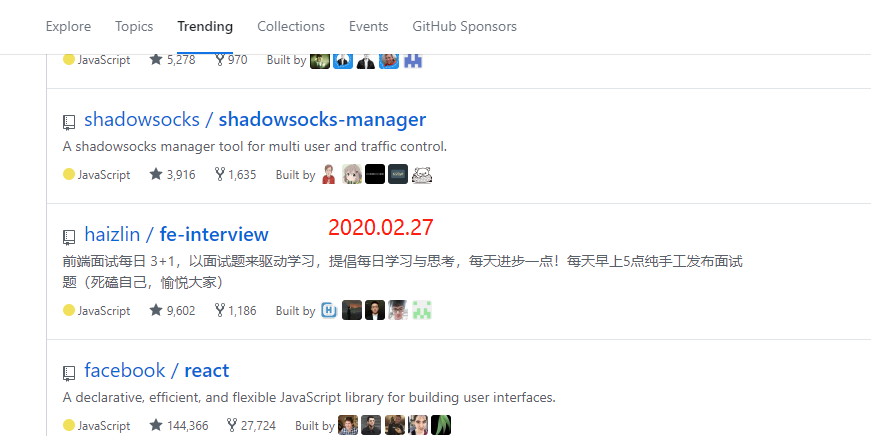 Explore Topics Trending Collections Events GitHub Sponsors
JavaScript 5,278 970 Built by
shadowsocks / shadowsocks-manager
A shadowsocks manager tool for multi user and traffic control.
JavaScript 3,916 1,635 Built by
haizlin / fe-interview 2020.02.27
前端面试每日 3+1，以面试题来驱动学习，提倡每日学习与思考，每天进步一点！每天早上5点纯手工发布面试
题（死磕自己，愉悦大家）
JavaScript 9,602 1,186 Built by
facebook / react
A declarative, efficient, and flexible JavaScript library for building user interfaces.
JavaScript 144,366 27,724 Built by